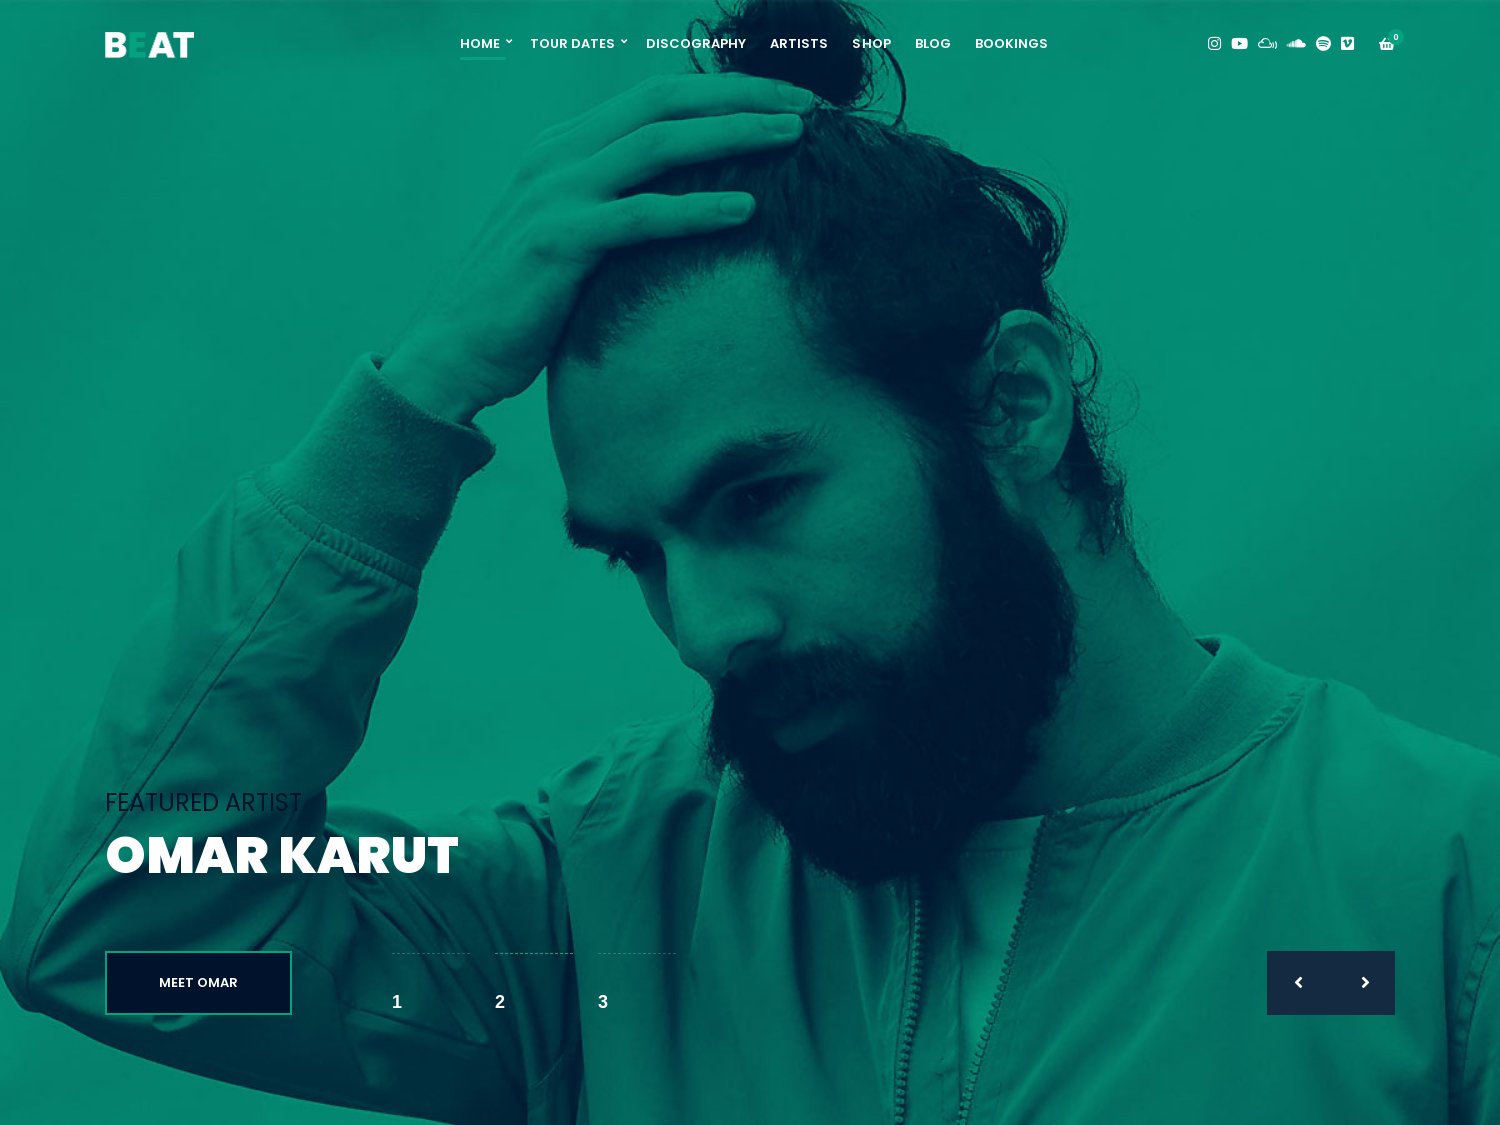 BEAT
HOME
TOUR DATES
DISCOGRAPHY
ARTISTS
SHOP
BLOG
BOOKINGS
0
FEATURED ARTIST
OMAR KARUT
MEET OMAR
1
2
3